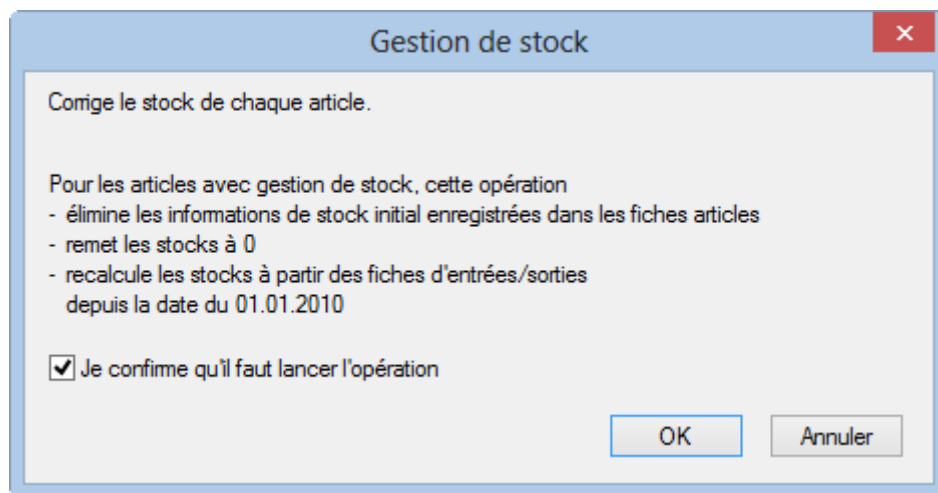 Gestion de stock
Corrige le stock de chaque article.
Pour les articles avec gestion de stock, cette opération
- élimine les informations de stock initial enregistrées dans les fiches articles
- remet les stocks à 0
- recalcule les stocks à partir des fiches d'entrées/sorties
depuis la date du 01.01.2010
Je confirme qu'il faut lancer l'opération
OK
Annuler